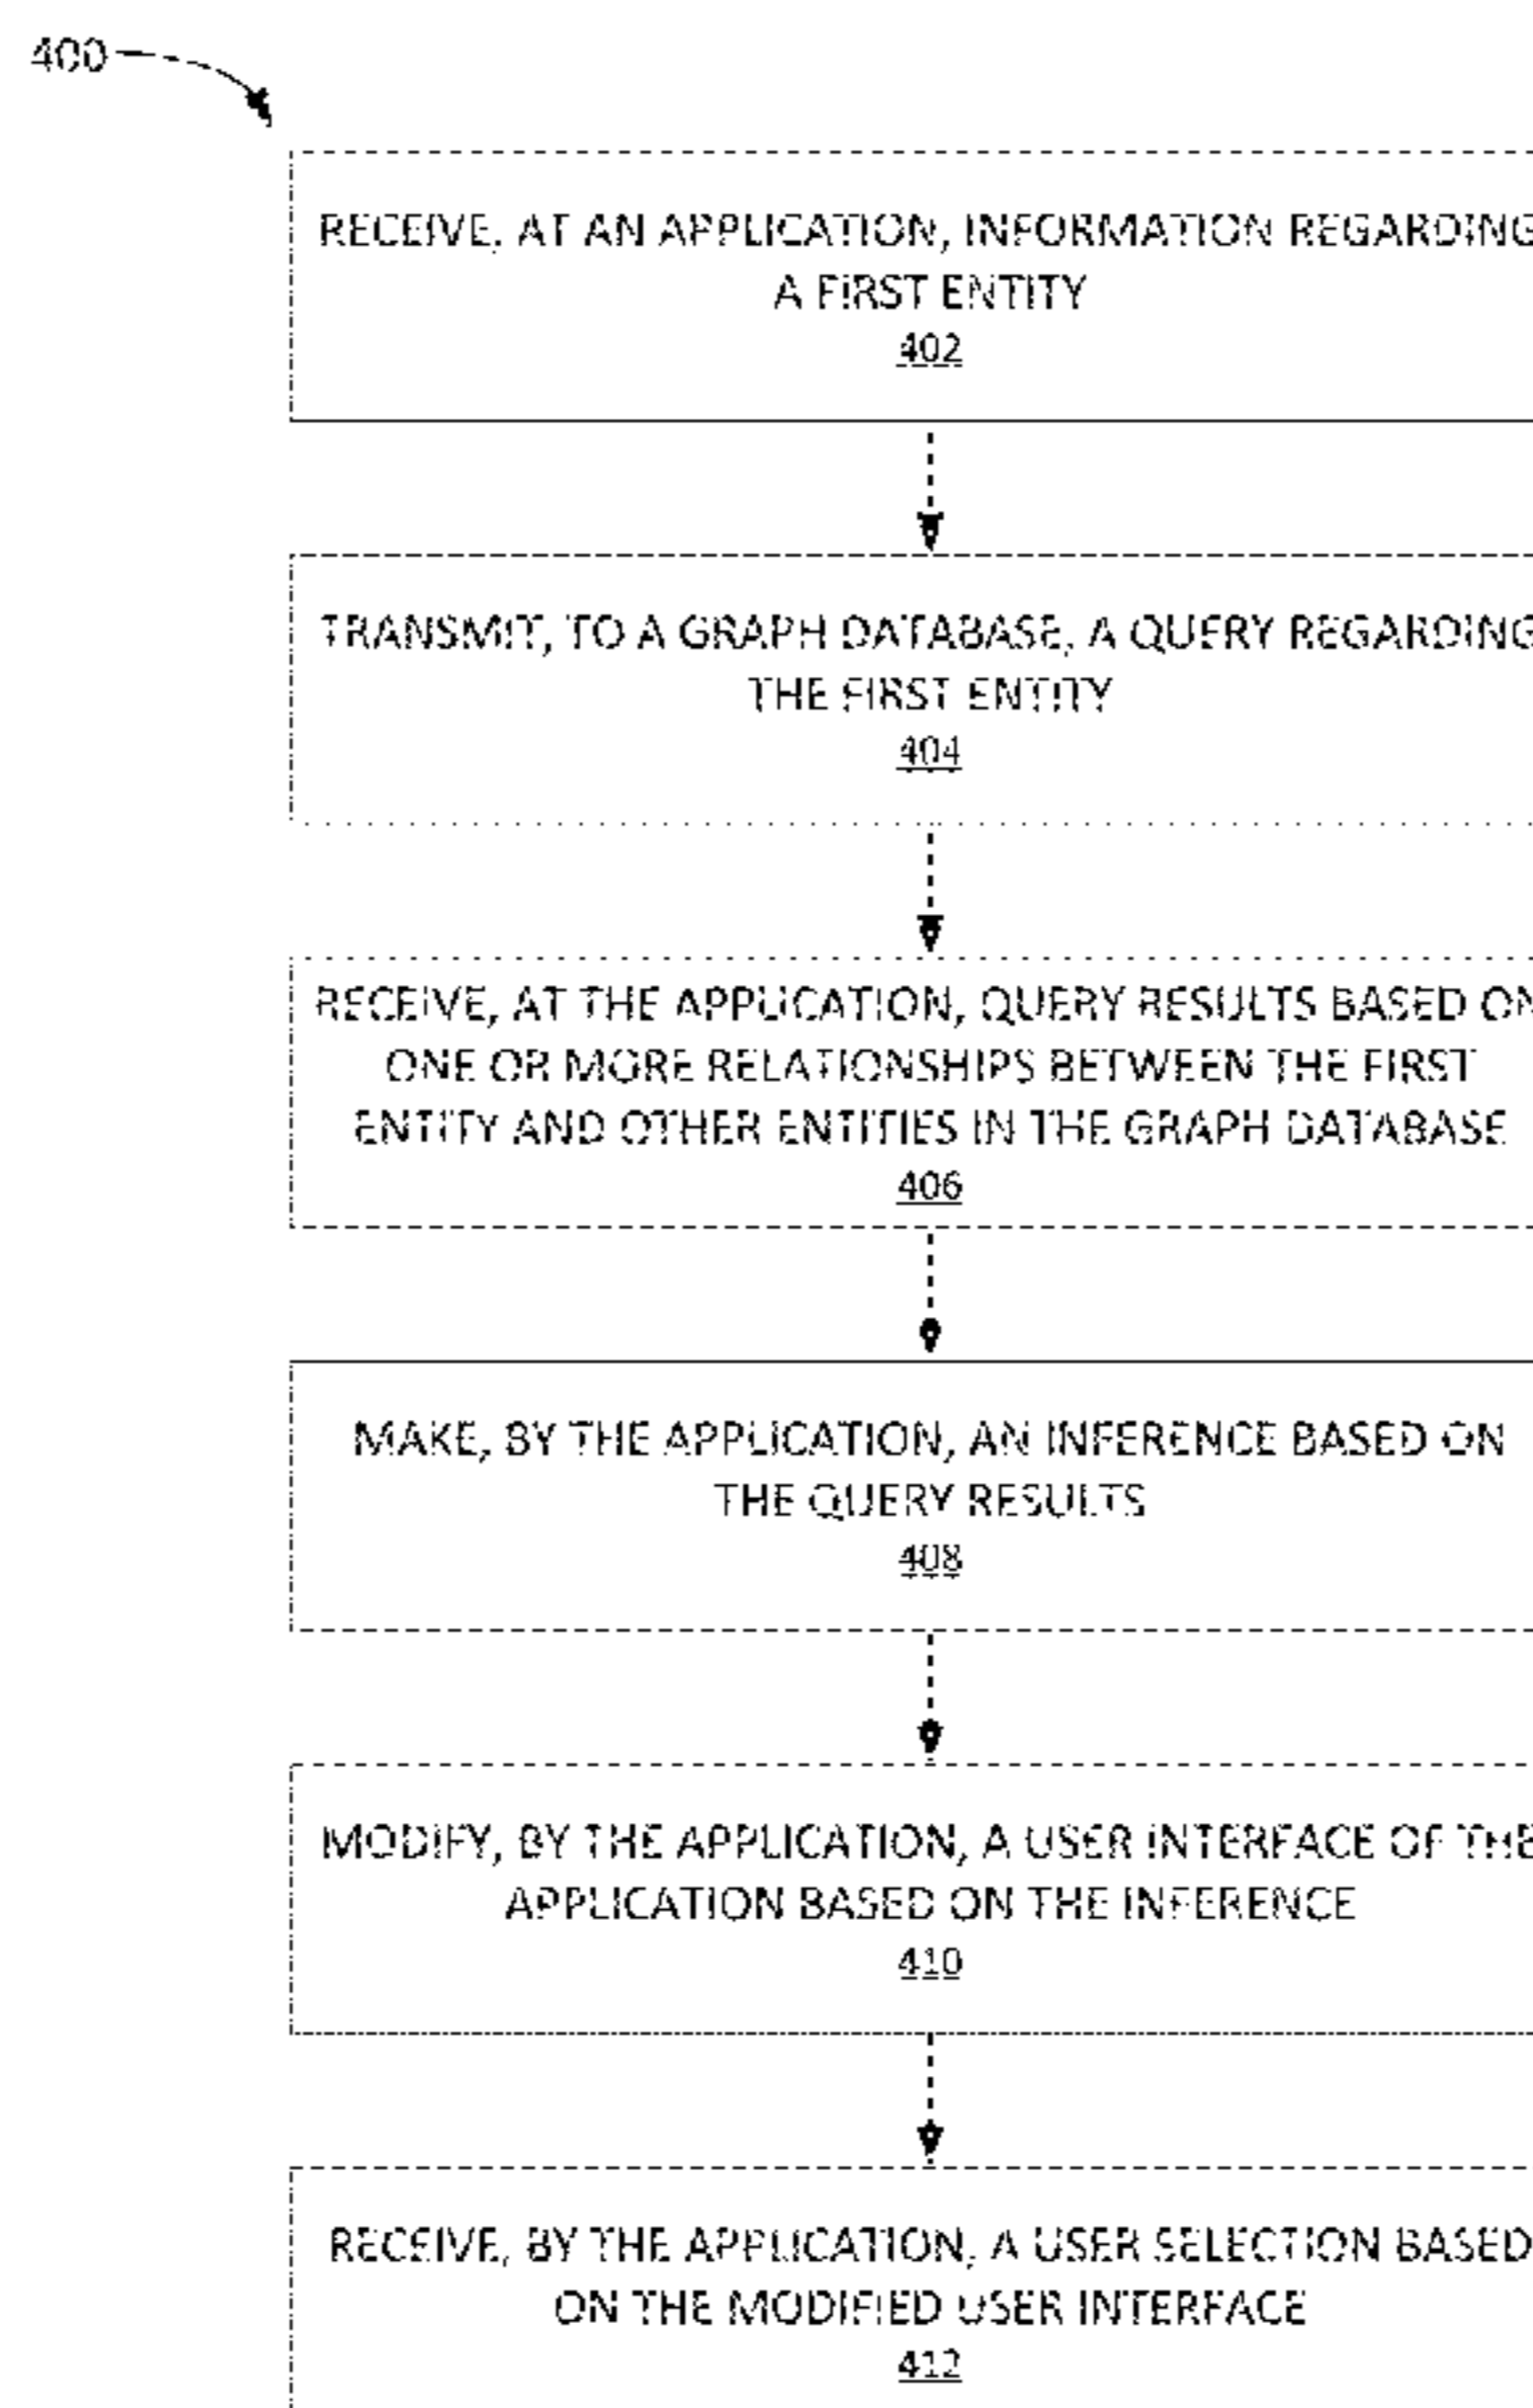 400
RECEIVE, AT AN APPLICATION, INFORMATION REGARDING
A FIRST ENTITY
402
TRANSMIT, TO A GRAPH DATABASE, A QUERY REGARDING
THE FIRST ENTITY
404
RECEIVE, AT THE APPLICATION, QUERY RESULTS BASED ON
ONE OR MORE RELATIONSHIPS BETWEEN THE FIRST
ENTITY AND OTHER ENTITIES IN THE GRAPH DATABASE
406
MAKE, BY THE APPLICATION, AN INFERENCE BASED ON
THE QUERY RESULTS
408
MODIFY, BY THE APPLICATION, A USER INTERFACE OF THE
APPLICATION BASED ON THE INFERENCE
410
RECEIVE, BY THE APPLICATION, A USER SELECTION BASED
ON THE MODIFIED USER INTERFACE
412